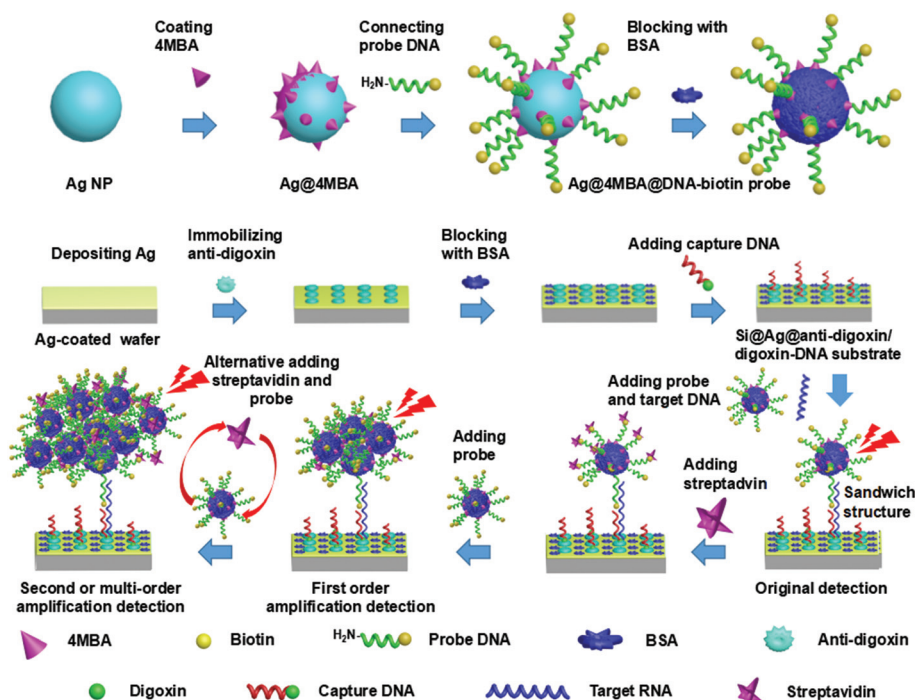 Coating
4MBA
Connecting
probe DNA
H₂N-
Blocking with
BSA
Ag NP
Ag@4MBA
Ag@4MBA@DNA-biotin probe
Depositing Ag
Immobilizing
anti-digoxin
Blocking
with BSA
Adding capture DNA
Ag-coated wafer
Si@Ag@anti-digoxin/
digoxin-DNA substrate
Alternative adding
streptavidin and
probe
Adding
probe
Adding probe
and target DNA
Adding
streptadvin
Sandwich
structure
Original detection
Second or multi-order
amplification detection
First order
amplification detection
4MBA
Biotin
H₂N-
Probe DNA
BSA
Anti-digoxin
Digoxin
Capture DNA
Target RNA
Streptavidin